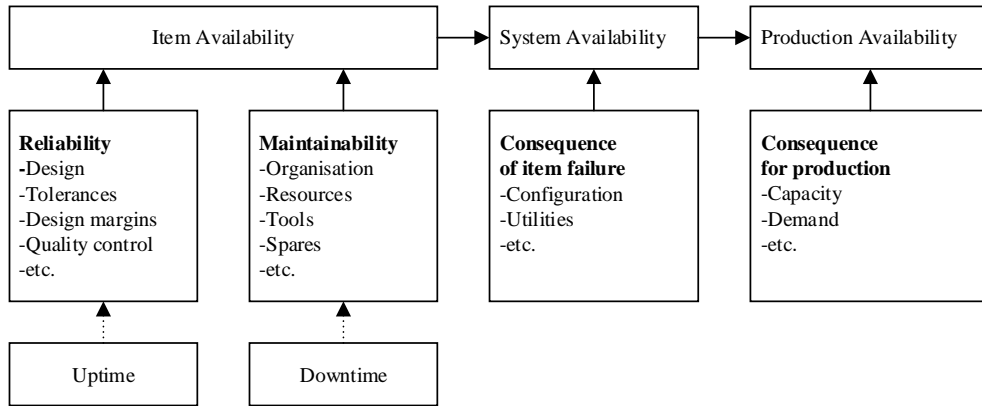 Item Availability
System Availability
Production Availability
Reliability
-Design
-Tolerances
-Design margins
-Quality control
-etc.
Maintainability
-Organisation
-Resources
-Tools
-Spares
-etc.
Consequence
of item failure
-Configuration
-Utilities
-etc.
Consequence
for production
-Capacity
-Demand
-etc.
Uptime
Downtime